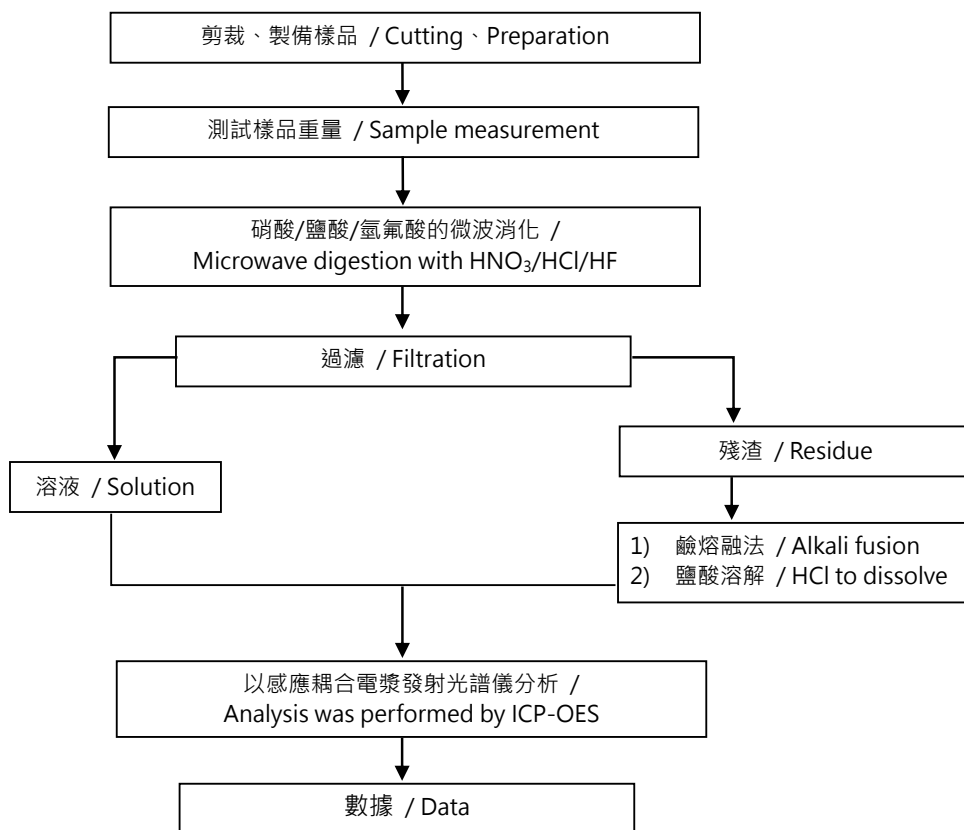 剪裁、製備樣品 / Cutting、Preparation
測試樣品重量 / Sample measurement
硝酸/鹽酸/氫氟酸的微波消化 /
Microwave digestion with HNO₃/HCl/HF
過濾 / Filtration
溶液 / Solution
殘渣 / Residue
1) 鹼熔融法 / Alkali fusion
2) 鹽酸溶解 / HCl to dissolve
以感應耦合電漿發射光譜儀分析 /
Analysis was performed by ICP-OES
數據 / Data